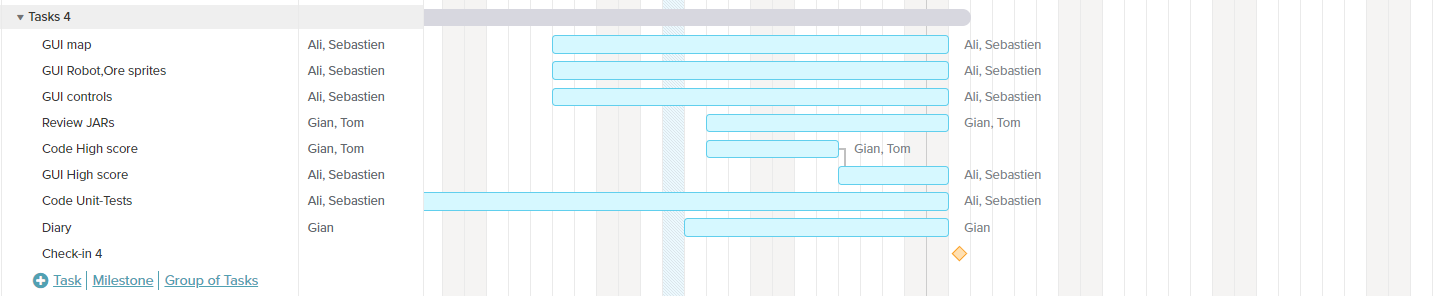 Tasks 4
GUI map Ali, Sebastien Ali, Sebastien
GUI Robot,Ore sprites Ali, Sebastien Ali, Sebastien
GUI controls Ali, Sebastien Ali, Sebastien
Review JARs Gian, Tom Gian, Tom
Code High score Gian, Tom Gian, Tom
GUI High score Ali, Sebastien Ali, Sebastien
Code Unit-Tests Ali, Sebastien Ali, Sebastien
Diary Gian Gian
Check-in 4
Task Milestone Group of Tasks